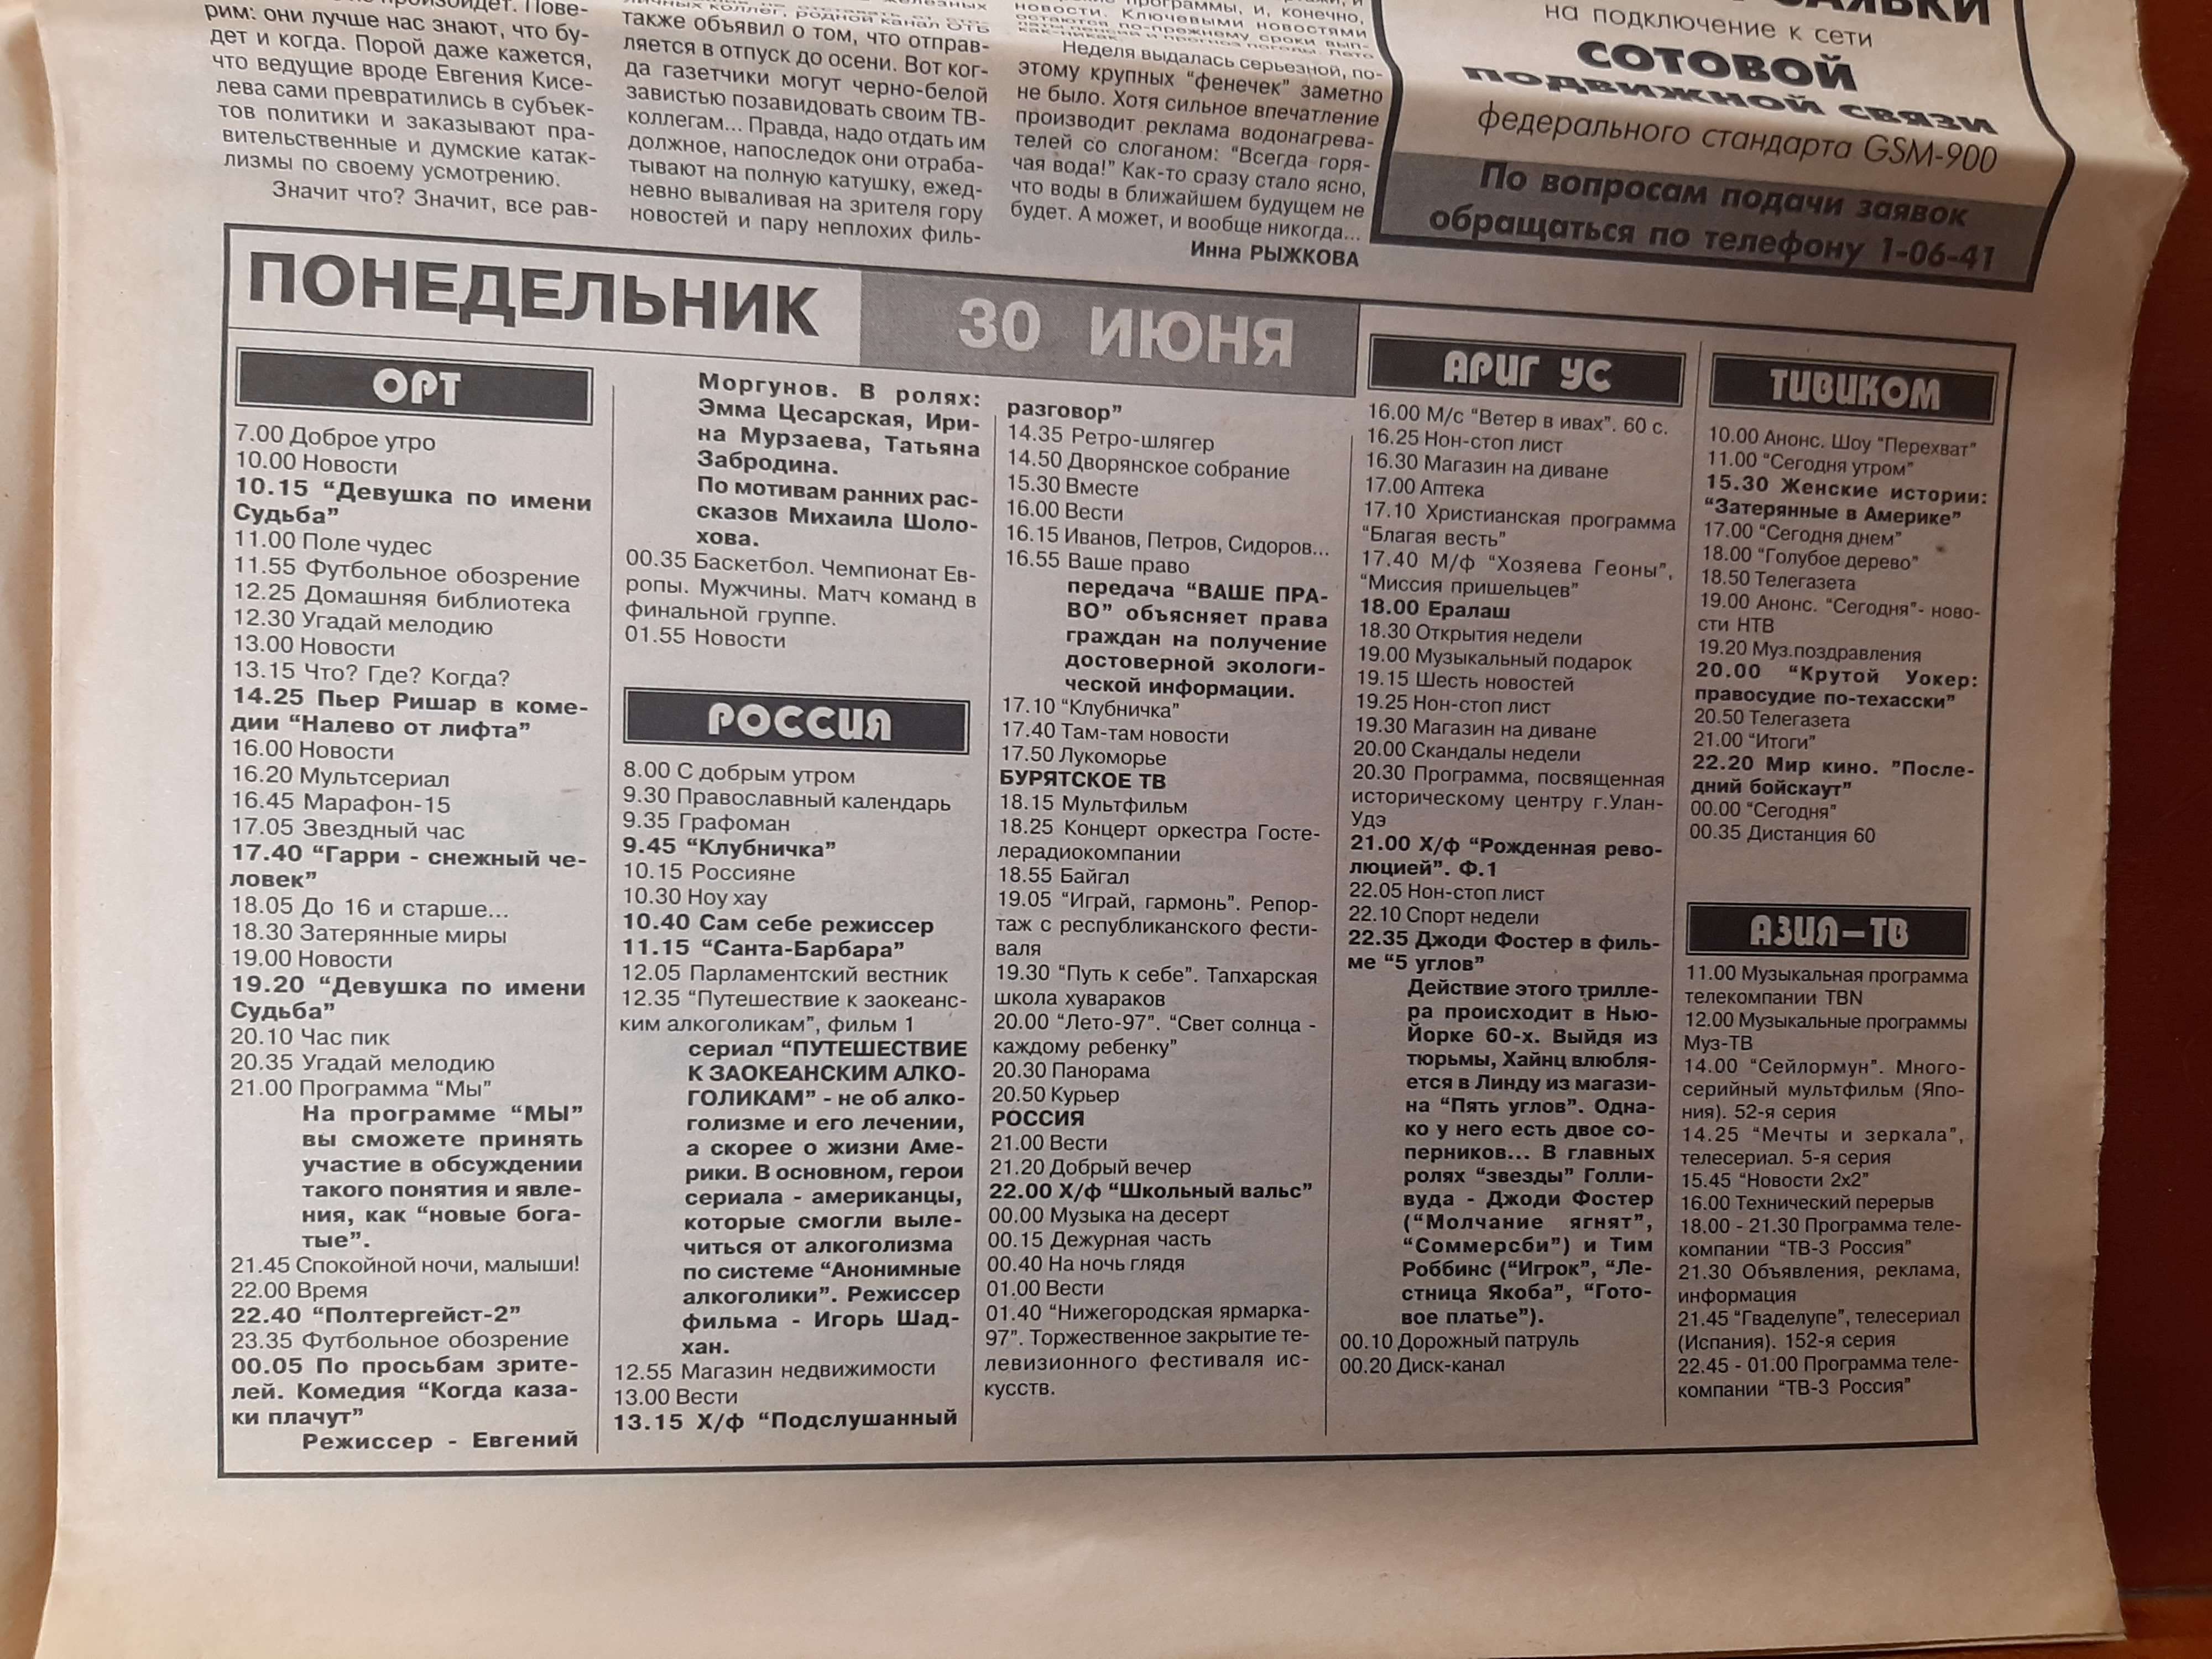 рим: они лучше нас знают, что бу-
дет и когда. Порой даже кажется,
что ведущие вроде Евгения Кисе-
лева сами превратились в субъек-
тов политики и заказывают пра-
вительственные и думские катак-
лизмы по своему усмотрению.
Значит что? Значит, все рав-
также объявил о том, что отправ-
ляется в отпуск до осени. Вот ког-
да газетчики могут черно-белой
завистью позавидовать своим ТВ-
коллегам... Правда, надо отдать им
должное, напоследок они отраба-
тывают на полную катушку, ежед-
невно вываливая на зрителя гору
новостей и пару неплохих филь-
программы, и, конечно,
новости. Ключевыми новостями
Неделя выдалась серьезной, по-
этому крупных “фенечек” заметно
не было. Хотя сильное впечатление
производит реклама водонагрева-
телей со слоганом: “Всегда горя-
чая вода!” Как-то сразу стало ясно,
что воды в ближайшем будущем не
будет. А может, и вообще никогда...
Инна РЫЖКОВА
на подключение к сети
СОТОВОЙ
ПОДВИЖНОЙ СВЯЗИ
федерального стандарта GSM-900
По вопросам подачи заявок
обращаться по телефону 1-06-41
ПОНЕДЕЛЬНИК 30 ИЮНЯ
ОРТ
7.00 Доброе утро
10.00 Новости
10.15 “Девушка по имени
Судьба”
11.00 Поле чудес
11.55 Футбольное обозрение
12.25 Домашняя библиотека
12.30 Угадай мелодию
13.00 Новости
13.15 Что? Где? Когда?
14.25 Пьер Ришар в коме-
дии “Налево от лифта”
16.00 Новости
16.20 Мультсериал
16.45 Марафон-15
17.05 Звездный час
17.40 “Гарри - снежный че-
ловек”
18.05 До 16 и старше...
18.30 Затерянные миры
19.00 Новости
19.20 “Девушка по имени
Судьба”
20.10 Час пик
20.35 Угадай мелодию
21.00 Программа “Мы”
На программе “МЫ”
вы сможете принять
участие в обсуждении
такого понятия и явле-
ния, как “новые бога-
тые”.
21.45 Спокойной ночи, малыши!
22.00 Время
22.40 “Полтергейст-2”
23.35 Футбольное обозрение
00.05 По просьбам зрите-
лей. Комедия “Когда каза-
ки плачут”
Режиссер - Евгений
Моргунов. В ролях:
Эмма Цесарская, Ири-
на Мурзаева, Татьяна
Забродина.
По мотивам ранних рас-
сказов Михаила Шоло-
хова.
00.35 Баскетбол. Чемпионат Ев-
ропы. Мужчины. Матч команд в
финальной группе.
01.55 Новости
РОССИЯ
8.00 С добрым утром
9.30 Православный календарь
9.35 Графоман
9.45 “Клубничка”
10.15 Россияне
10.30 Ноу хау
10.40 Сам себе режиссер
11.15 “Санта-Барбара”
12.05 Парламентский вестник
12.35 “Путешествие к заокеанс-
ким алкоголикам”, фильм 1
сериал “ПУТЕШЕСТВИЕ
К ЗАОКЕАНСКИМ АЛКО-
ГОЛИКАМ” - не об алко-
голизме и его лечении,
а скорее о жизни Аме-
рики. В основном, герои
сериала - американцы,
которые смогли выле-
читься от алкоголизма
по системе “Анонимные
алкоголики”. Режиссер
фильма - Игорь Шад-
хан.
12.55 Магазин недвижимости
13.00 Вести
13.15 Х/ф “Подслушанный
разговор”
14.35 Ретро-шлягер
14.50 Дворянское собрание
15.30 Вместе
16.00 Вести
16.15 Иванов, Петров, Сидоров...
16.55 Ваше право
передача “ВАШЕ ПРА-
ВО” объясняет права
граждан на получение
достоверной экологи-
ческой информации.
17.10 “Клубничка”
17.40 Там-там новости
17.50 Лукоморье
БУРЯТСКОЕ ТВ
18.15 Мультфильм
18.25 Концерт оркестра Госте-
лерадиокомпании
18.55 Байгал
19.05 “Играй, гармонь”. Репор-
таж с республиканского фести-
валя
19.30 “Путь к себе”. Тапхарская
школа хувараков
20.00 “Лето-97”. “Свет солнца -
каждому ребенку”
20.30 Панорама
20.50 Курьер
РОССИЯ
21.00 Вести
21.20 Добрый вечер
22.00 Х/ф “Школьный вальс”
00.00 Музыка на десерт
00.15 Дежурная часть
00.40 На ночь глядя
01.00 Вести
01.40 “Нижегородская ярмарка-
97”. Торжественное закрытие те-
левизионного фестиваля ис-
кусств.
АРИГ УС
16.00 М/с “Ветер в ивах”. 60 с.
16.25 Нон-стоп лист
16.30 Магазин на диване
17.00 Аптека
17.10 Христианская программа
“Благая весть”
17.40 М/ф “Хозяева Геоны”,
“Миссия пришельцев”
18.00 Ералаш
18.30 Открытия недели
19.00 Музыкальный подарок
19.15 Шесть новостей
19.25 Нон-стоп лист
19.30 Магазин на диване
20.00 Скандалы недели
20.30 Программа, посвященная
историческому центру г.Улан-
Удэ
21.00 Х/ф “Рожденная рево-
люцией”. Ф.1
22.05 Нон-стоп лист
22.10 Спорт недели
22.35 Джоди Фостер в филь-
ме “5 углов”
Действие этого трилле-
ра происходит в Нью-
Йорке 60-х. Выйдя из
тюрьмы, Хайнц влюбля-
ется в Линду из магази-
на “Пять углов”. Одна-
ко у него есть двое со-
перников... В главных
ролях “звезды” Голли-
вуда - Джоди Фостер
(“Молчание ягнят”,
“Соммерсби”) и Тим
Роббинс (“Игрок”, “Ле-
стница Якоба”, “Гото-
вое платье”).
00.10 Дорожный патруль
00.20 Диск-канал
ТИВИКОМ
10.00 Анонс. Шоу “Перехват”
11.00 “Сегодня утром”
15.30 Женские истории:
“Затерянные в Америке”
17.00 “Сегодня днем”
18.00 “Голубое дерево”
18.50 Телегазета
19.00 Анонс. “Сегодня”- ново-
сти НТВ
19.20 Муз.поздравления
20.00 “Крутой Уокер:
правосудие по-техасски”
20.50 Телегазета
21.00 “Итоги”
22.20 Мир кино. ”После-
дний бойскаут”
00.00 “Сегодня”
00.35 Дистанция 60
АЗИЯ–ТВ
11.00 Музыкальная программа
телекомпании TBN
12.00 Музыкальные программы
Муз-ТВ
14.00 “Сейлормун”. Много-
серийный мультфильм (Япо-
ния). 52-я серия
14.25 “Мечты и зеркала”,
телесериал. 5-я серия
15.45 “Новости 2х2”
16.00 Технический перерыв
18.00 - 21.30 Программа теле-
компании “ТВ-3 Россия”
21.30 Объявления, реклама,
информация
21.45 “Гваделупе”, телесериал
(Испания). 152-я серия
22.45 - 01.00 Программа теле-
компании “ТВ-3 Россия”